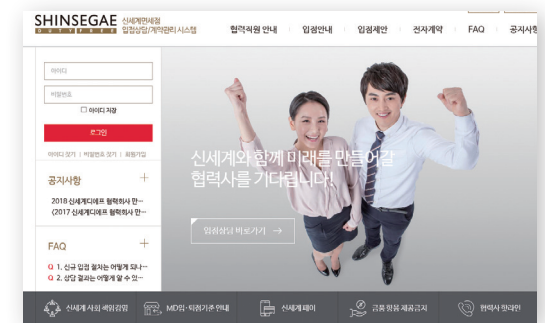 SHINSEGAE
DUTY FREE
신세계면세점
입점상담/계약관리 시스템
협력직원 안내
입점안내
입점제안
전자계약
FAQ
공지사항
아이디
비밀번호
아이디 저장
로그인
아이디 찾기 | 비밀번호 찾기 | 회원가입
공지사항 +
2018 신세계디에프 협력회사 만···
<2017 신세계디에프 협력회사 만···
FAQ +
Q 1. 신규 입점 절차는 어떻게 되나···
Q 2. 상담 결과는 어떻게 알 수 있···
신세계와 함께 미래를 만들어갈
협력사를 기다립니다!
입점상담 바로가기 →
신세계 사회 책임경영
MD입·퇴점기준 안내
신세계 페이
금품 향응 제공금지
협력사 핫라인